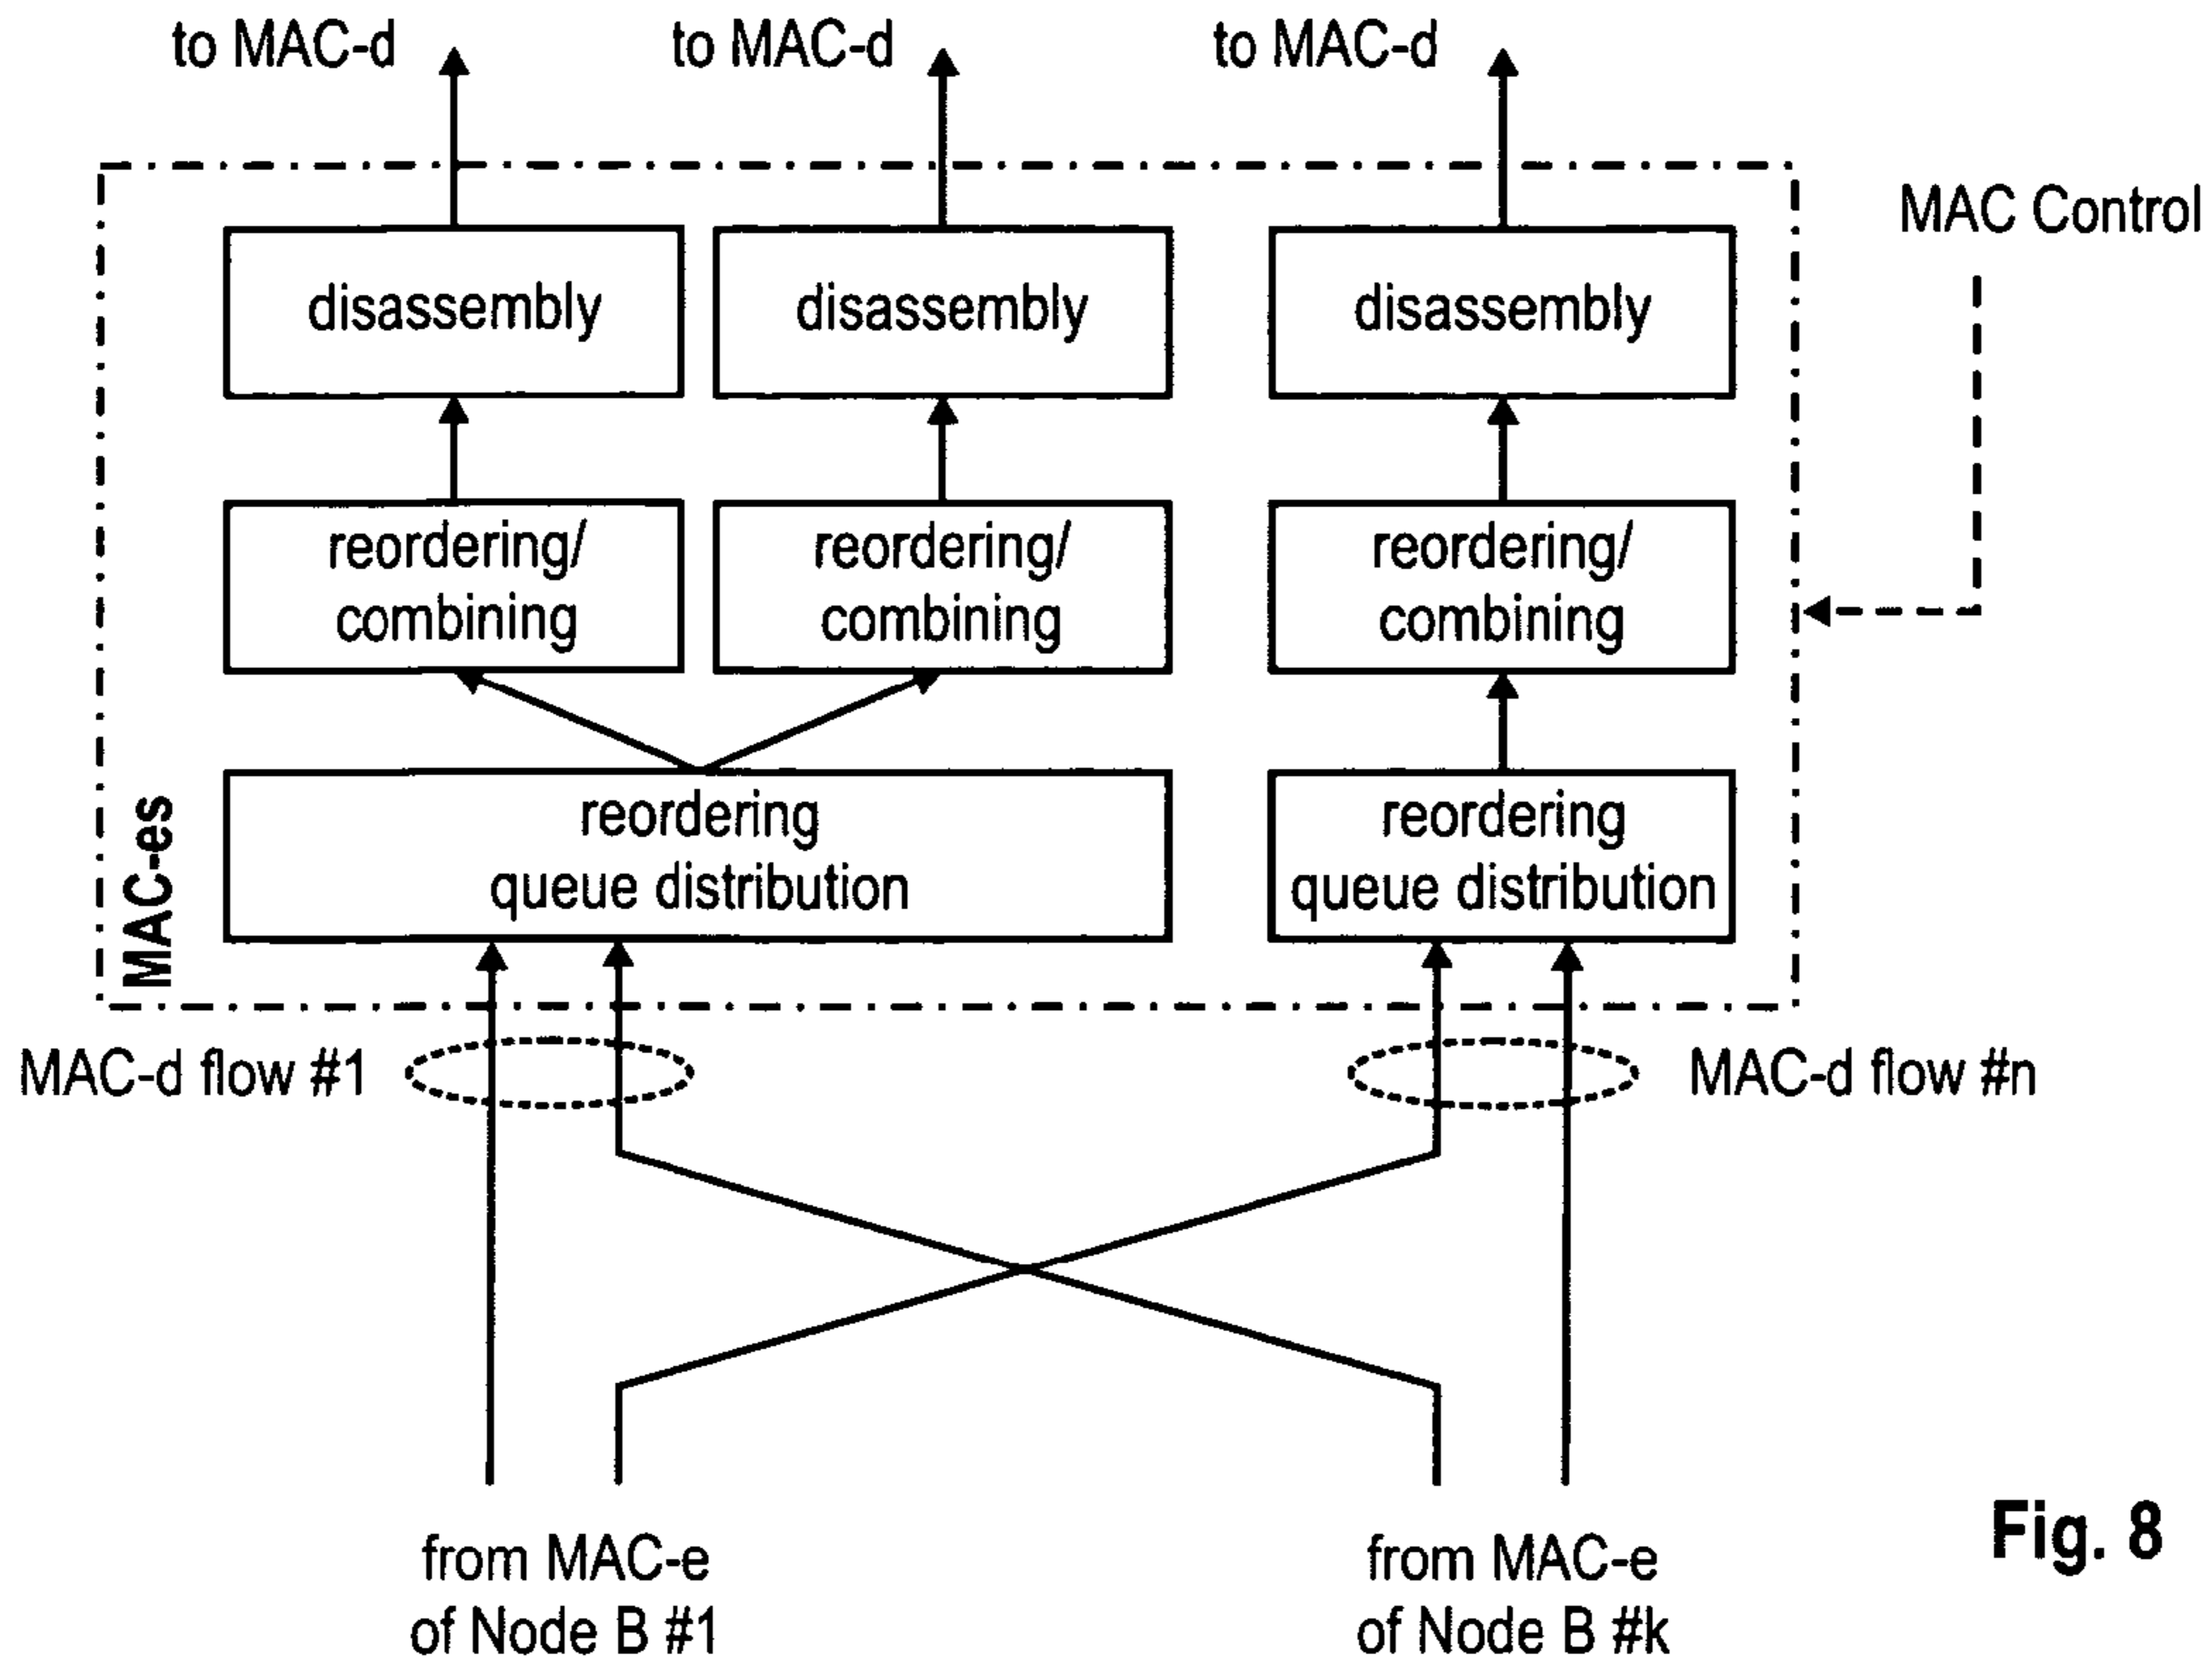 to MAC-d
to MAC-d
to MAC-d
MAC Control
disassembly
disassembly
disassembly
reordering/
combining
reordering/
combining
reordering/
combining
MAC-es
reordering
queue distribution
reordering
queue distribution
MAC-d flow #1
MAC-d flow #n
from MAC-e
of Node B #1
from MAC-e
of Node B #k
Fig. 8